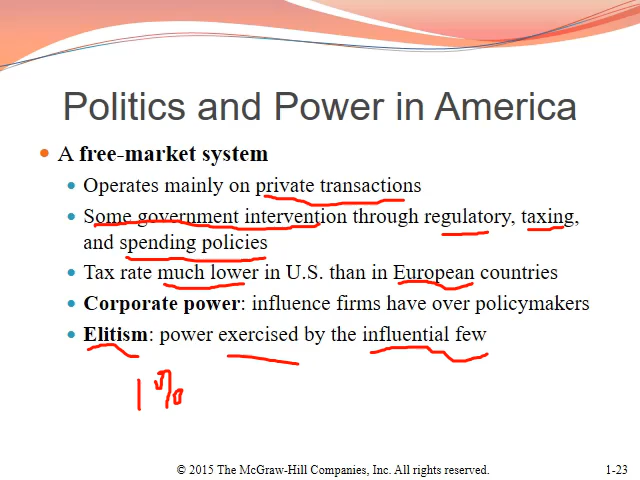 Politics and Power in America
• A free-market system
• Operates mainly on private transactions
• Some government intervention through regulatory, taxing,
and spending policies
• Tax rate much lower in U.S. than in European countries
• Corporate power: influence firms have over policymakers
• Elitism: power exercised by the influential few
1%
© 2015 The McGraw-Hill Companies, Inc. All rights reserved.
1-23